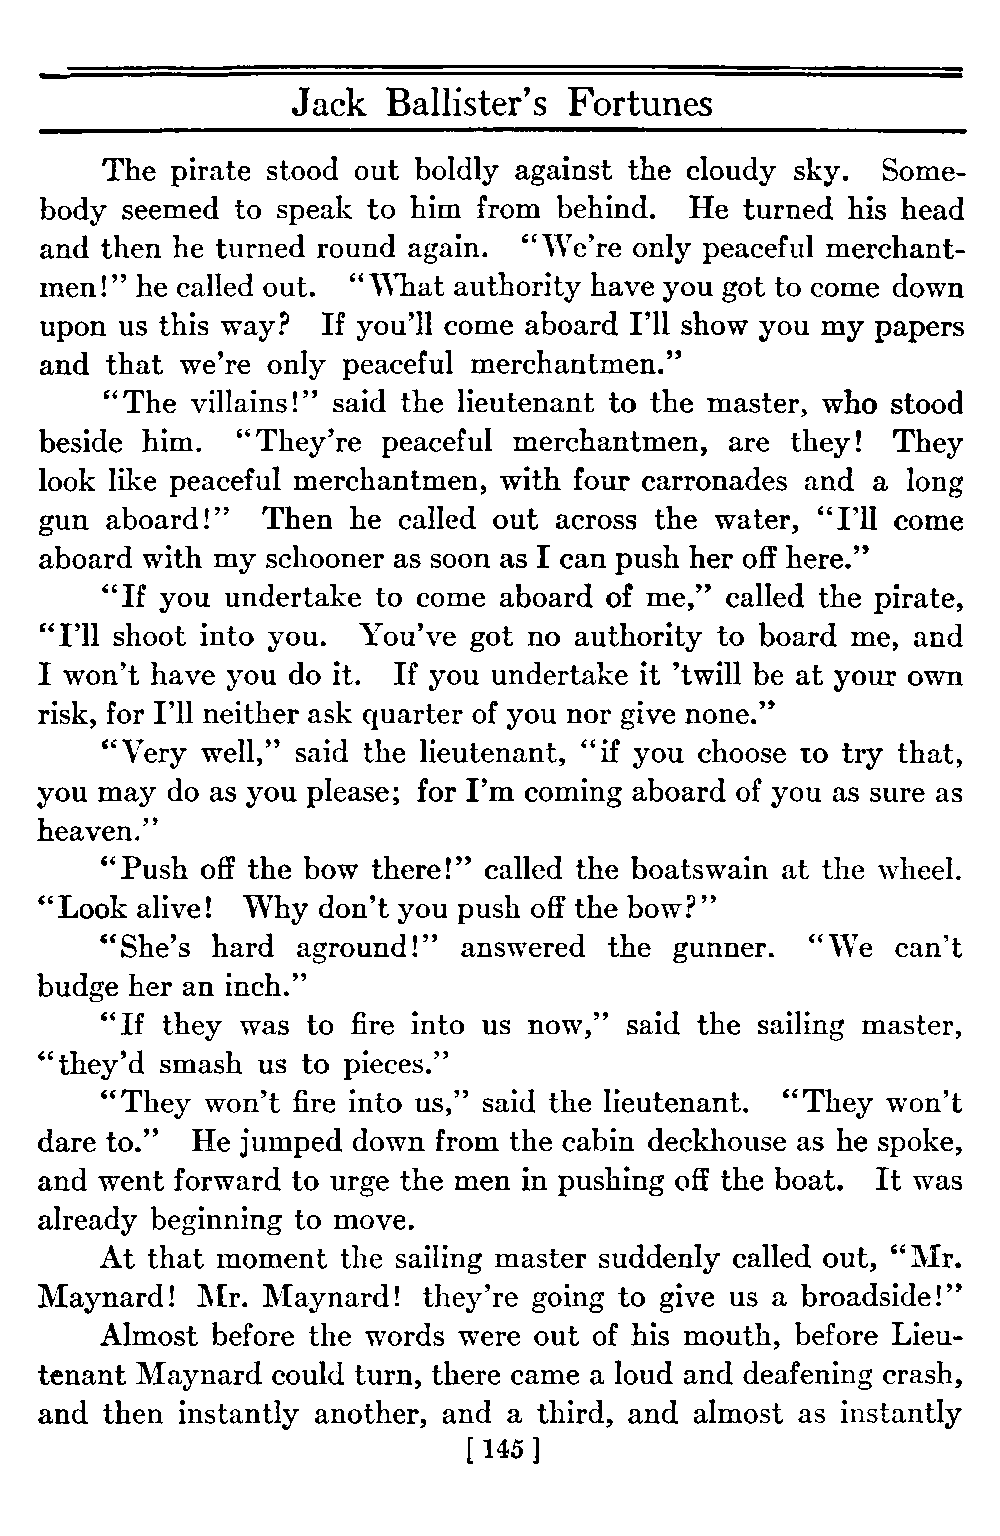 Jack Ballister's Fortunes
The pirate stood out boldly against the cloudy sky. Some-
body seemed to speak to him from behind. He turned his head
and then he turned round again. "We're only peaceful merchant-
men!" he called out. "What authority have you got to come down
upon us this way? If you'll come aboard I'll show you my papers
and that we're only peaceful merchantmen."
"The villains!" said the lieutenant to the master, who stood
beside him. "They're peaceful merchantmen, are they! They
look like peaceful merchantmen, with four carronades and a long
gun aboard!" Then he called out across the water, "I'll come
aboard with my schooner as soon as I can push her off here."
"If you undertake to come aboard of me," called the pirate,
"I'll shoot into you. You've got no authority to board me, and
I won't have you do it. If you undertake it 'twill be at your own
risk, for I'll neither ask quarter of you nor give none."
"Very well," said the lieutenant, "if you choose to try that,
you may do as you please; for I'm coming aboard of you as sure as
heaven."
"Push off the bow there!" called the boatswain at the wheel.
"Look alive! Why don't you push off the bow?"
"She's hard aground!" answered the gunner. "We can't
budge her an inch."
"If they was to fire into us now," said the sailing master,
"they'd smash us to pieces."
"They won't fire into us," said the lieutenant. "They won't
dare to." He jumped down from the cabin deckhouse as he spoke,
and went forward to urge the men in pushing off the boat. It was
already beginning to move.
At that moment the sailing master suddenly called out, "Mr.
Maynard! Mr. Maynard! they're going to give us a broadside!"
Almost before the words were out of his mouth, before Lieu-
tenant Maynard could turn, there came a loud and deafening crash,
and then instantly another, and a third, and almost as instantly
[ 145 ]